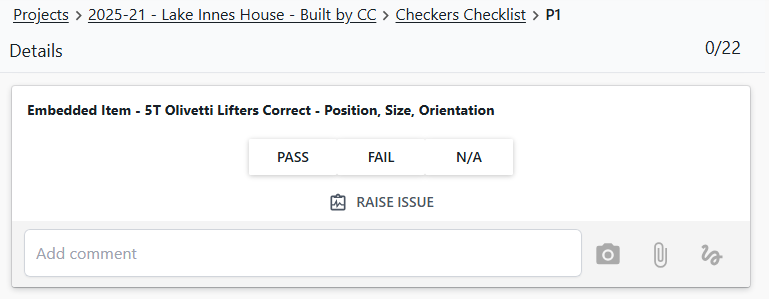 Projects > 2025-21 - Lake Innes House - Built by CC > Checkers Checklist > P1
Details 0/22
Embedded Item - 5T Olivetti Lifters Correct - Position, Size, Orientation
PASS FAIL N/A
RAISE ISSUE
Add comment